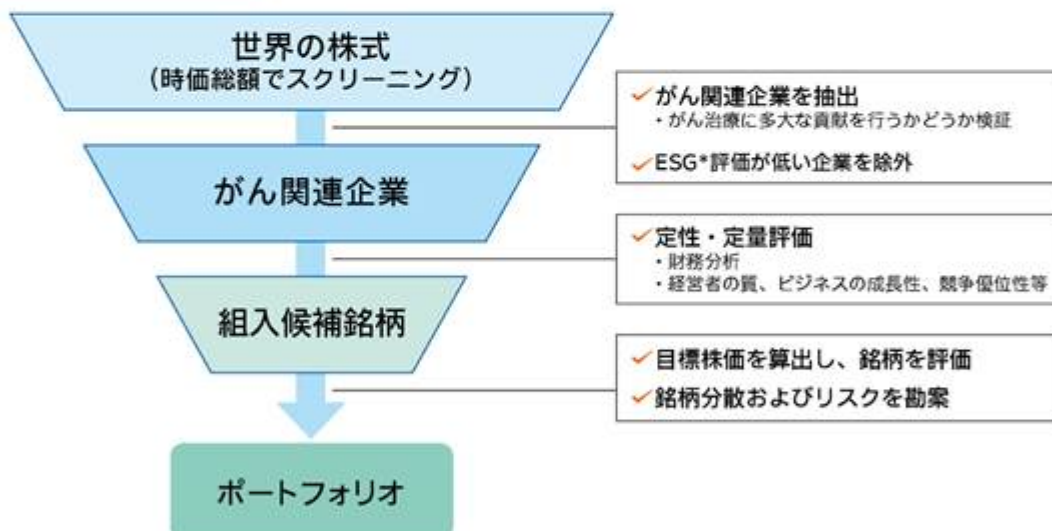 世界の株式
（時価総額でスクリーニング）
がん関連企業を抽出
・がん治療に多大な貢献を行うかどうか検証
ESG*評価が低い企業を除外
がん関連企業
定性・定量評価
・財務分析
・経営者の質、ビジネスの成長性、競争優位性等
組入候補銘柄
目標株価を算出し、銘柄を評価
銘柄分散およびリスクを勘案
ポートフォリオ